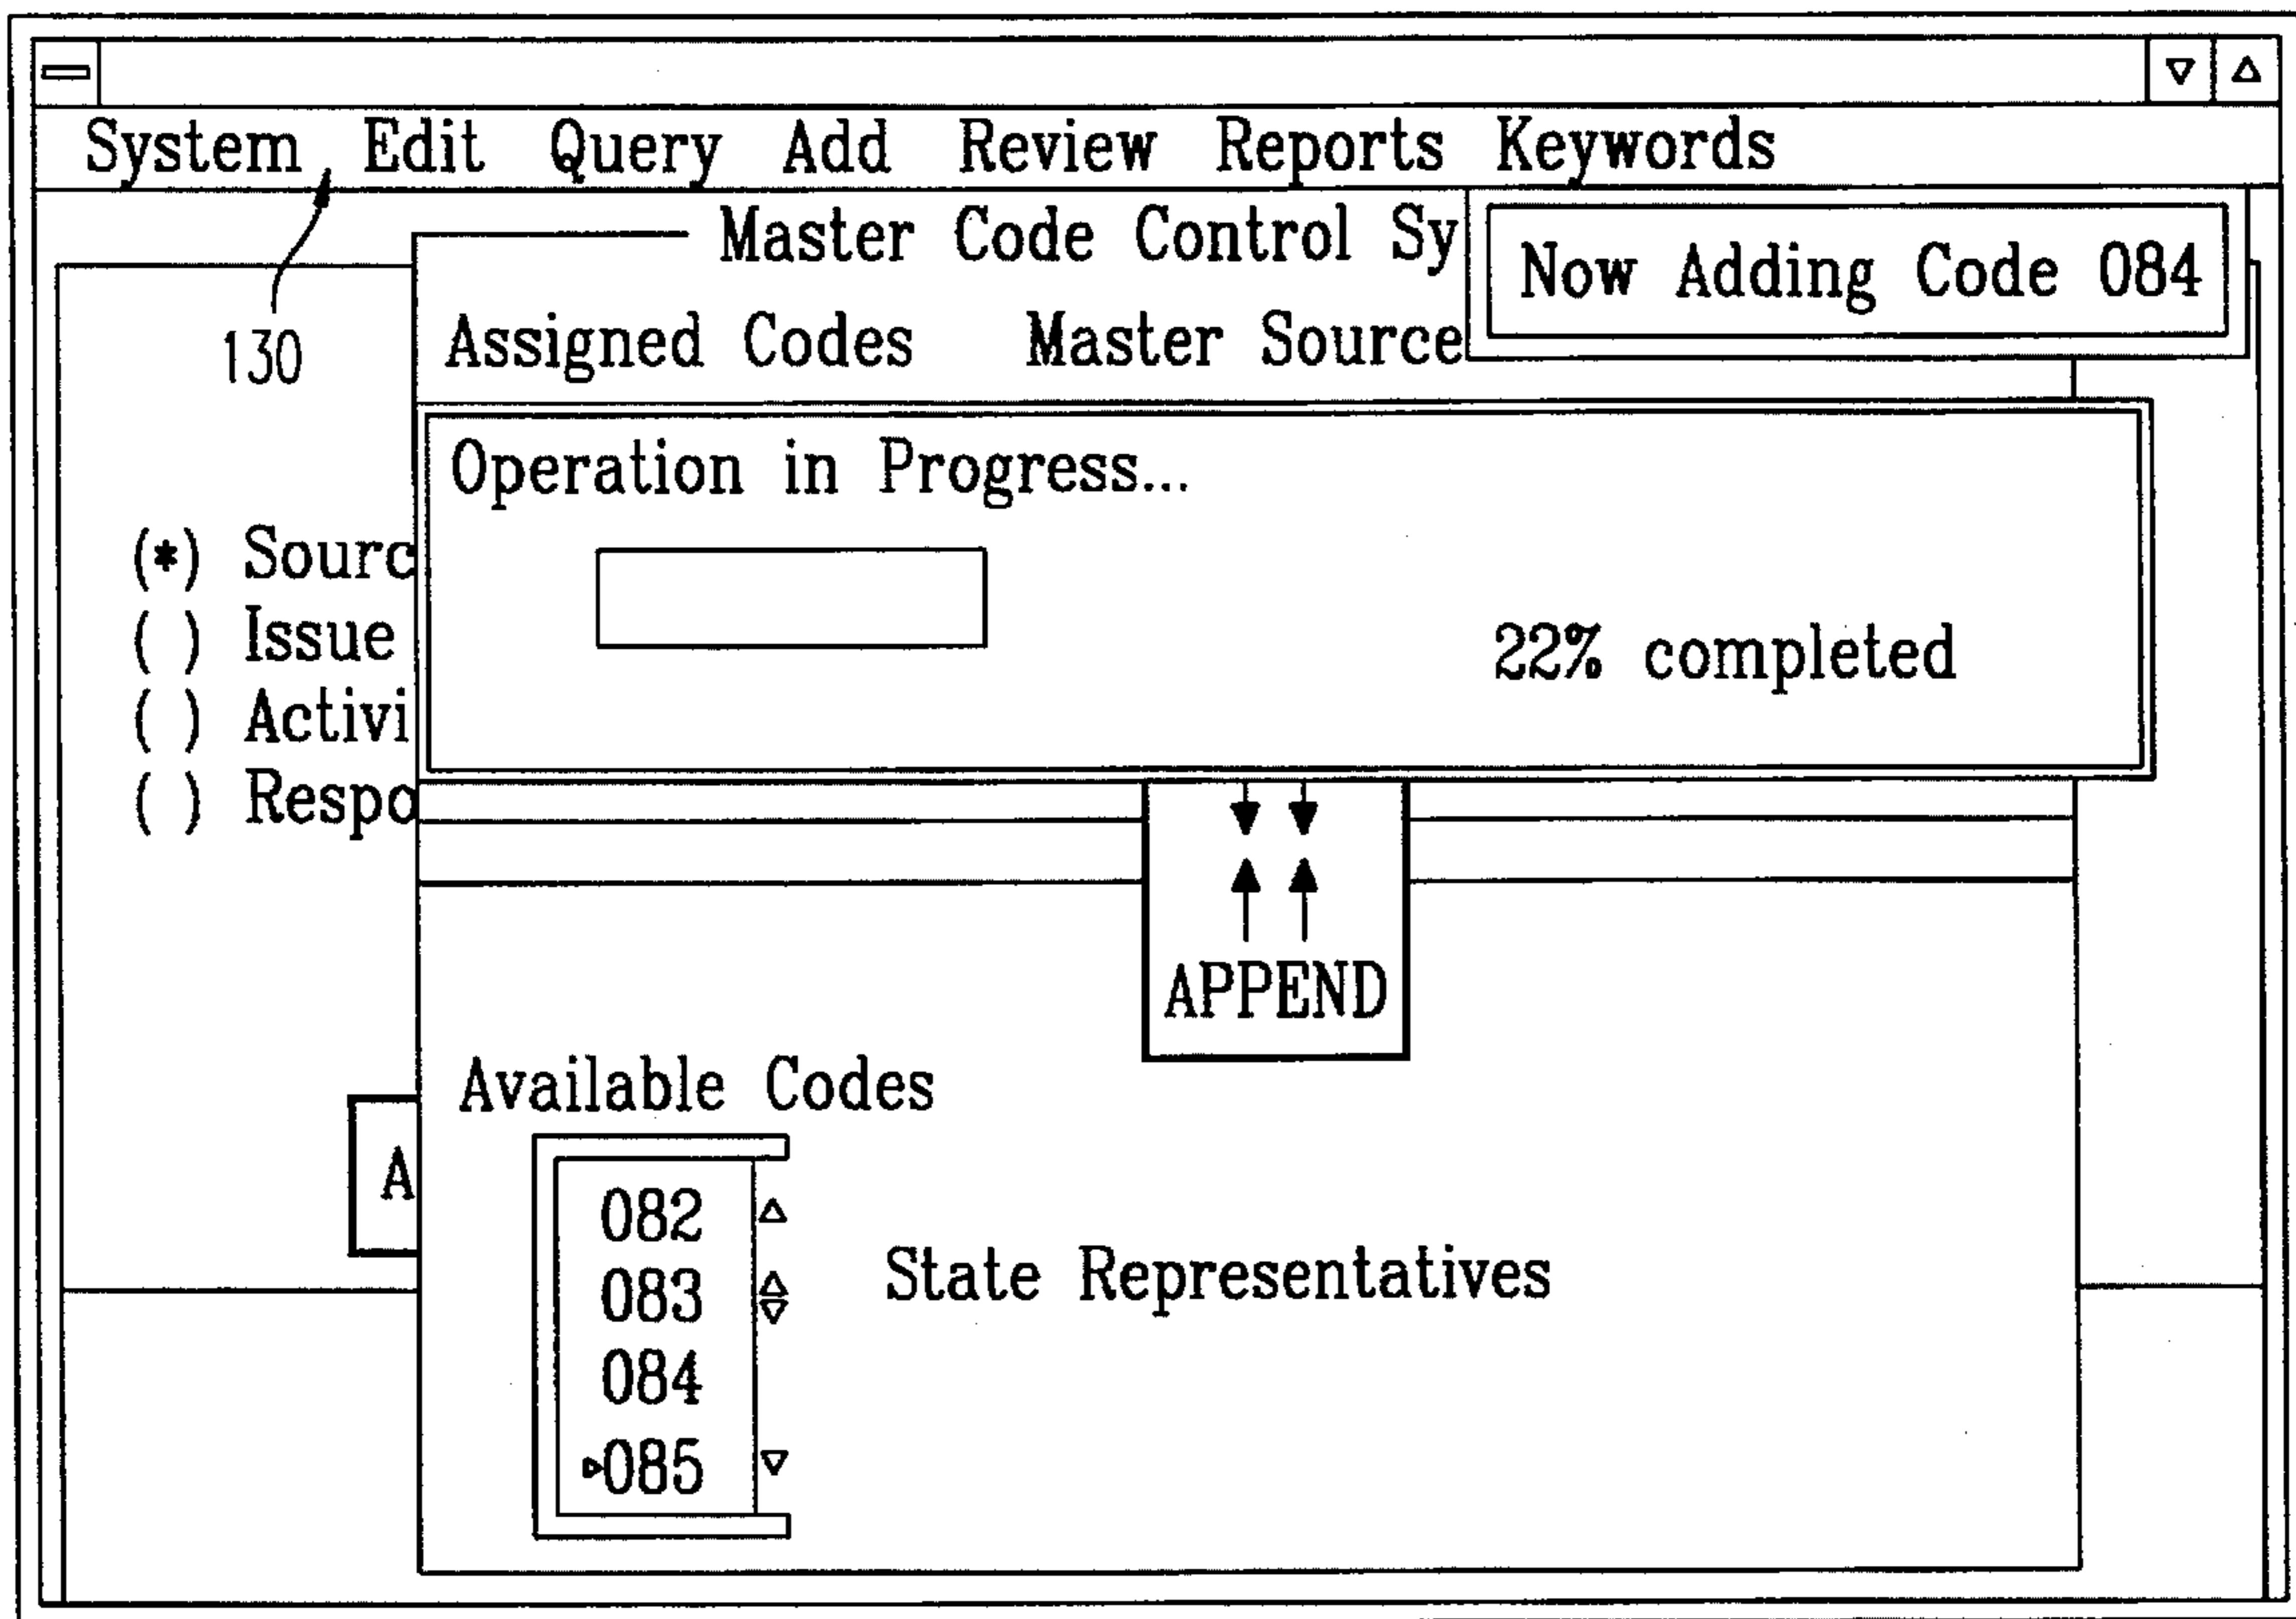 System Edit Query Add Review Reports Keywords
Master Code Control Sy
Now Adding Code 084
130
Assigned Codes Master Source
Operation in Progress...
(*) Sourc
( ) Issue
22% completed
( ) Activi
( ) Respo
APPEND
Available Codes
A
082
083
State Representatives
084
085